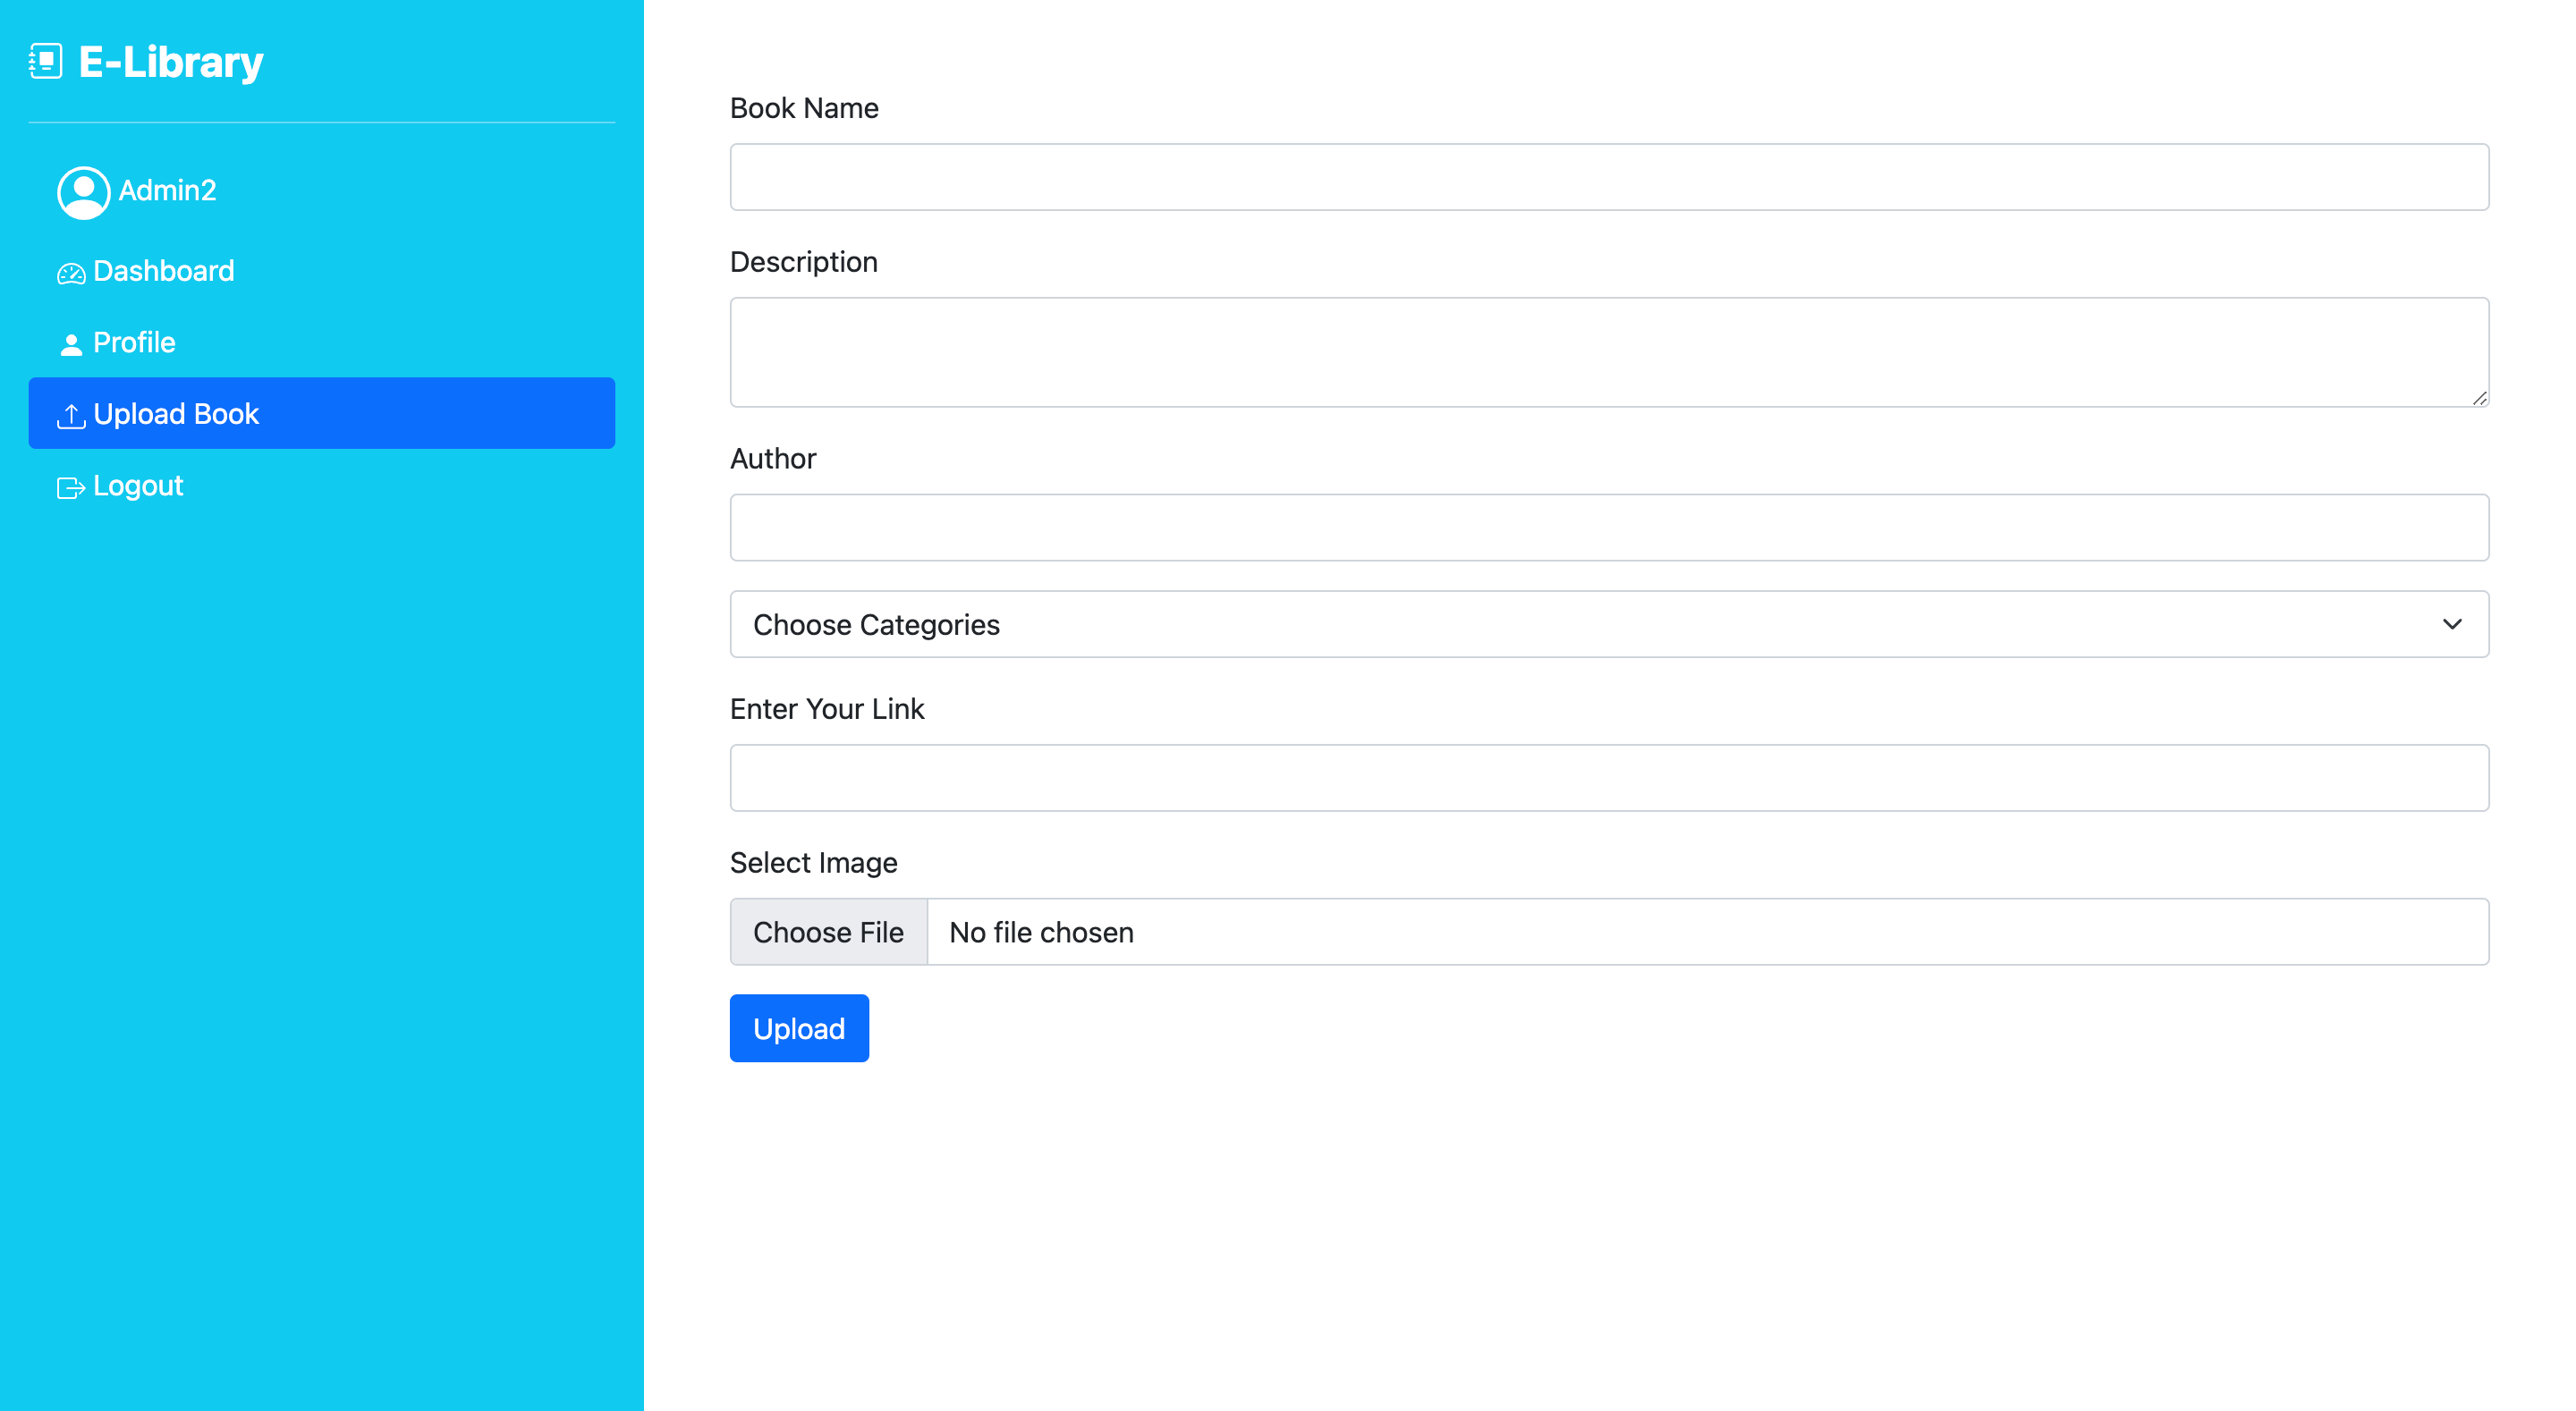 E-Library
Admin2
Dashboard
Profile
Upload Book
Logout
Book Name
Description
Author
Choose Categories
Enter Your Link
Select Image
Choose File No file chosen
Upload